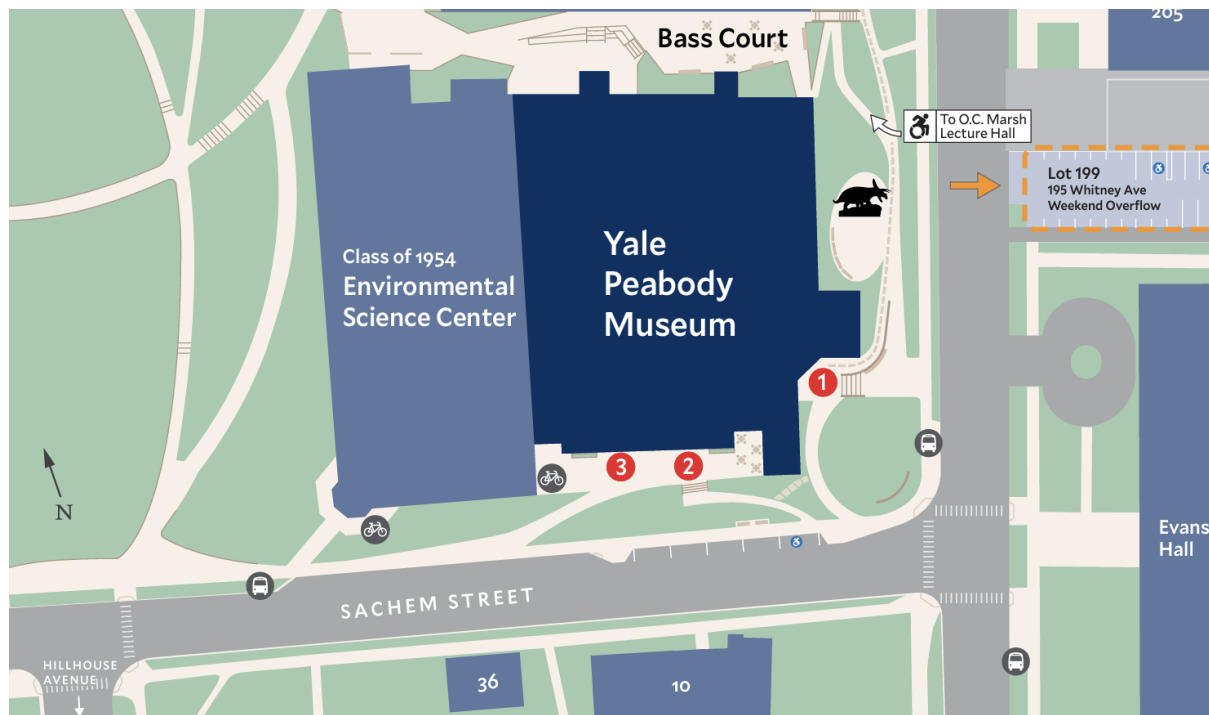 205
Bass Court
To O.C. Marsh
Lecture Hall
Lot 199
195 Whitney Ave
Weekend Overflow
Class of 1954
Environmental
Science Center
Yale
Peabody
Museum
1
2
3
N
Evans
Hall
SACHEM STREET
HILLHOUSE
AVENUE
36
10